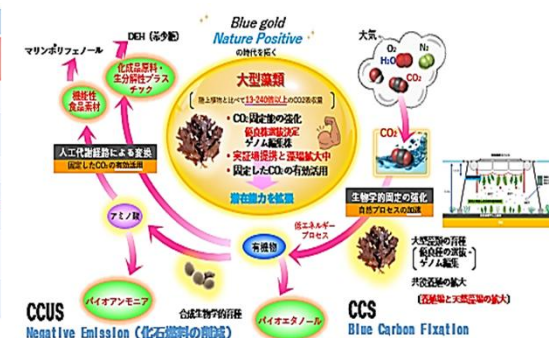 Blue gold
Nature Positive
の時代を拓く
DEH（希少糖）
マリンポリフェノール
化成品原料・
生分解性プラス
チック
機能性
食品素材
大型藻類
陸上植物と比べて13-240倍以上のCO2吸収量
• CO2固定能の強化
優良株選抜決定
ゲノム編集株
• 実証場提携と藻場拡大中
• 固定したCO2の有効活用
潜在能力を拡張
大気
O2
N2
H2O
CO2
CO2
人工代謝経路による変換
固定したCO2の有効活用
生物学的固定の強化
自然プロセスの加速
アミノ酸
低エネルギー
プロセス
有機物
大型藻類の育種
優良種の選抜・
ゲノム編集
共役養殖の拡大
（養殖場と天然藻場の拡大）
バイオアンモニア
合成生物学的育種
バイオエタノール
CCUS
Negative Emission（化石燃料の削減）
CCS
Blue Carbon Fixation